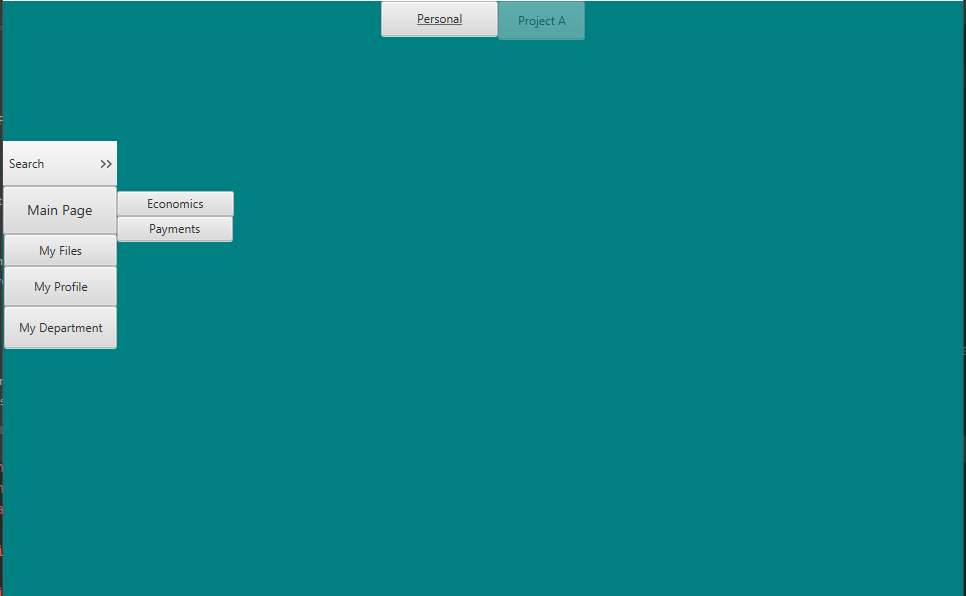 Personal
Project A
Search >>
Main Page
Economics
Payments
My Files
My Profile
My Department